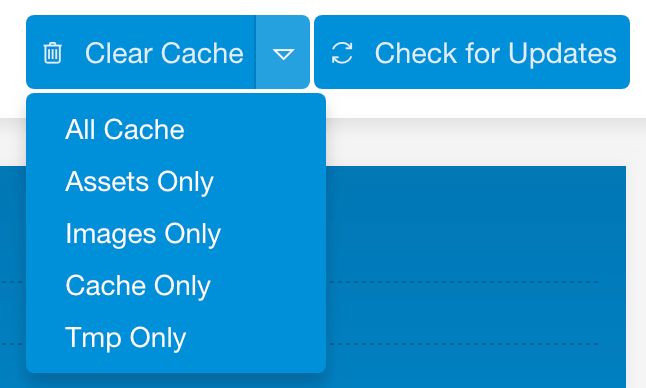 Clear Cache
Check for Updates
All Cache
Assets Only
Images Only
Cache Only
Tmp Only